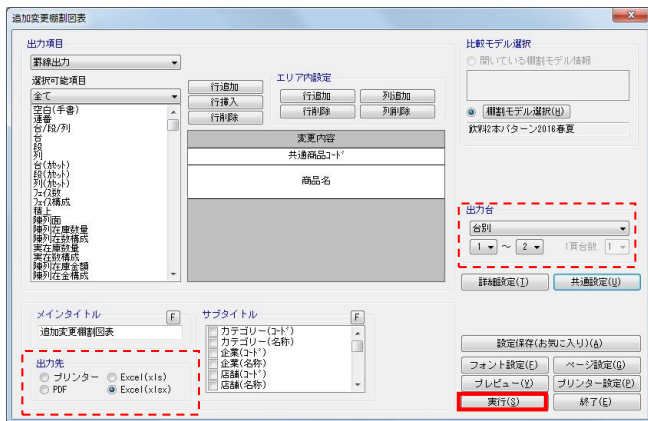 追加変更棚割図表
出力項目
罫線出力
選択可能項目
全て
空白(手書)
連番
台/段/列
台
段
列
台(ｶｾｯﾄ)
段(ｶｾｯﾄ)
列(ｶｾｯﾄ)
ﾌｪｲｽ数
ﾌｪｲｽ構成
積上
陳列面
陳列在庫数量
陳列在数構成
実在庫数量
実在数構成
陳列在庫金額
陳列在金構成
行追加
行挿入
行削除
エリア内設定
行追加
列追加
行削除
列削除
変更内容
共通商品ｺｰﾄﾞ
商品名
比較モデル選択
開いている棚割モデル情報
棚割モデル選択(H)
飲料2本パターン2016春夏
出力台
台別
1 ～ 2
1頁台数 1
詳細設定(I)
共通設定(U)
メインタイトル
F
追加変更棚割図表
サブタイトル
F
カテゴリー(ｺｰﾄﾞ)
カテゴリー(名称)
企業(ｺｰﾄﾞ)
企業(名称)
店舗(ｺｰﾄﾞ)
店舗(名称)
出力先
プリンター
Excel(xls)
PDF
Excel(xlsx)
設定保存(お気に入り)(A)
フォント設定(F)
ページ設定(G)
プレビュー(V)
プリンター設定(P)
実行(S)
終了(E)